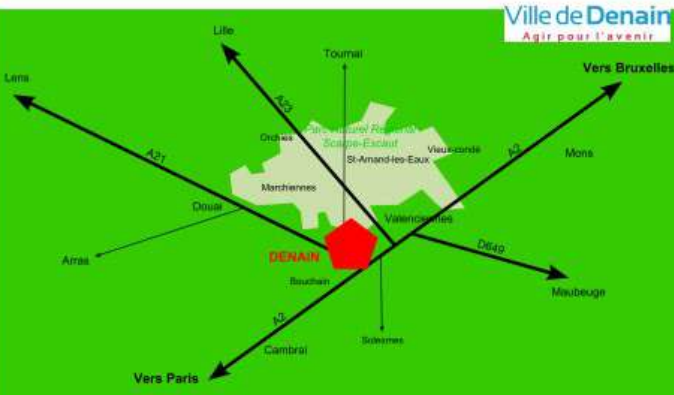 Ville de Denain
Agir pour l'avenir
Lille
Tournai
Vers Bruxelles
Lens
A23
Orchies
Parc Naturel Régional
Scarpe-Escaut
Vieux-condé
A2
Mons
A21
St-Amand-les-Eaux
Marchiennes
Douai
Valenciennes
D649
Arras
DENAIN
Bouchain
Maubeuge
A2
Solesmes
Cambrai
Vers Paris